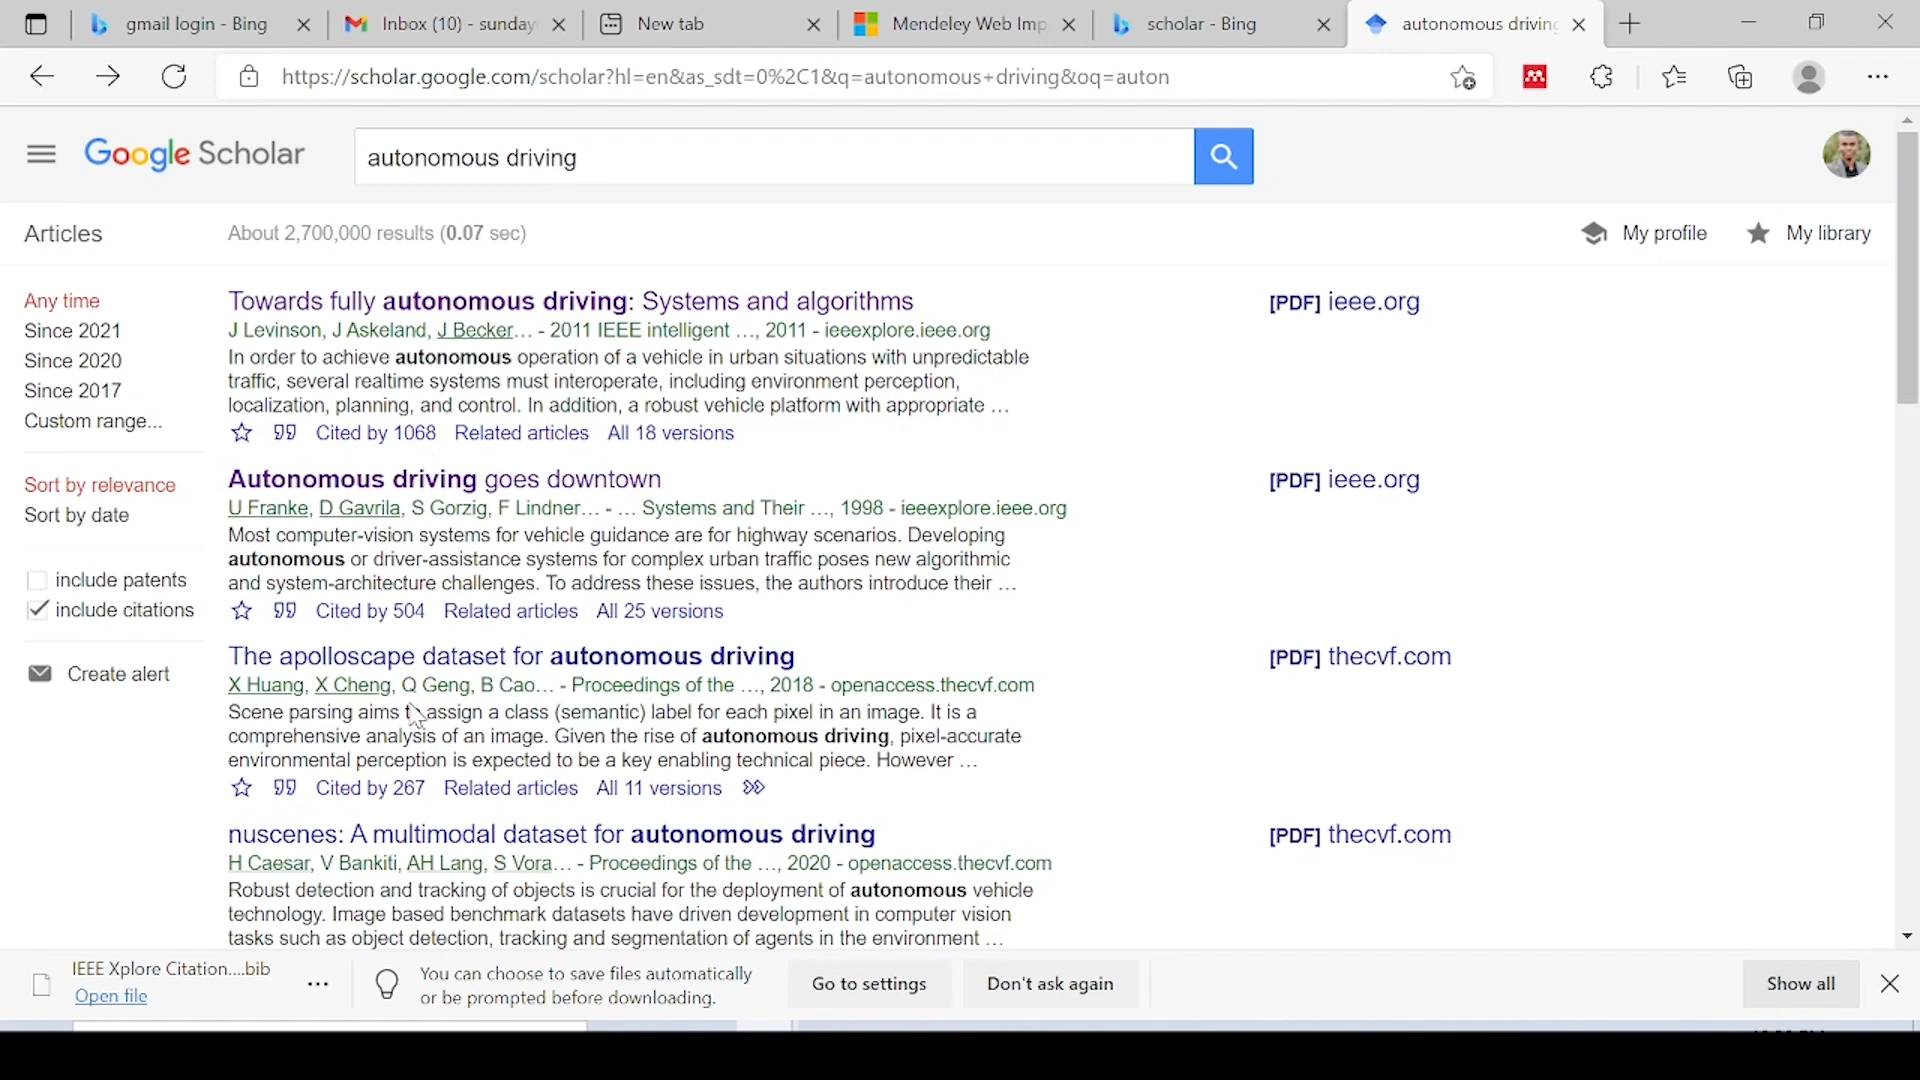 gmail login - Bing
Inbox (10) - sunday
New tab
Mendeley Web Imp
scholar - Bing
autonomous driving
https://scholar.google.com/scholar?hl=en&as_sdt=0%2C1&q=autonomous+driving&oq=auton
Google Scholar
autonomous driving
Articles
About 2,700,000 results (0.07 sec)
My profile
My library
Any time
Since 2021
Since 2020
Since 2017
Custom range...
Sort by relevance
Sort by date
include patents
include citations
Create alert
Towards fully autonomous driving: Systems and algorithms
[PDF] ieee.org
J Levinson, J Askeland, J Becker... - 2011 IEEE intelligent ..., 2011 - ieeexplore.ieee.org
In order to achieve autonomous operation of a vehicle in urban situations with unpredictable
traffic, several realtime systems must interoperate, including environment perception,
localization, planning, and control. In addition, a robust vehicle platform with appropriate ...
Cited by 1068 Related articles All 18 versions
Autonomous driving goes downtown
[PDF] ieee.org
U Franke, D Gavrila, S Gorzig, F Lindner... - ... Systems and Their ..., 1998 - ieeexplore.ieee.org
Most computer-vision systems for vehicle guidance are for highway scenarios. Developing
autonomous or driver-assistance systems for complex urban traffic poses new algorithmic
and system-architecture challenges. To address these issues, the authors introduce their ...
Cited by 504 Related articles All 25 versions
The apolloscape dataset for autonomous driving
[PDF] thecvf.com
X Huang, X Cheng, Q Geng, B Cao... - Proceedings of the ..., 2018 - openaccess.thecvf.com
Scene parsing aims to assign a class (semantic) label for each pixel in an image. It is a
comprehensive analysis of an image. Given the rise of autonomous driving, pixel-accurate
environmental perception is expected to be a key enabling technical piece. However ...
Cited by 267 Related articles All 11 versions
nuscenes: A multimodal dataset for autonomous driving
[PDF] thecvf.com
H Caesar, V Bankiti, AH Lang, S Vora... - Proceedings of the ..., 2020 - openaccess.thecvf.com
Robust detection and tracking of objects is crucial for the deployment of autonomous vehicle
technology. Image based benchmark datasets have driven development in computer vision
tasks such as object detection, tracking and segmentation of agents in the environment ...
IEEE Xplore Citation....bib
Open file
You can choose to save files automatically
or be prompted before downloading.
Go to settings
Don't ask again
Show all